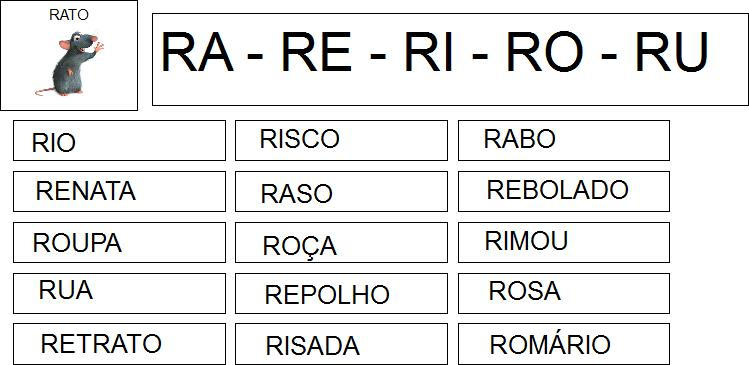 RATO
RA - RE - RI - RO - RU
RIO RISCO RABO
RENATA RASO REBOLADO
ROUPA ROÇA RIMOU
RUA REPOLHO ROSA
RETRATO RISADA ROMÁRIO